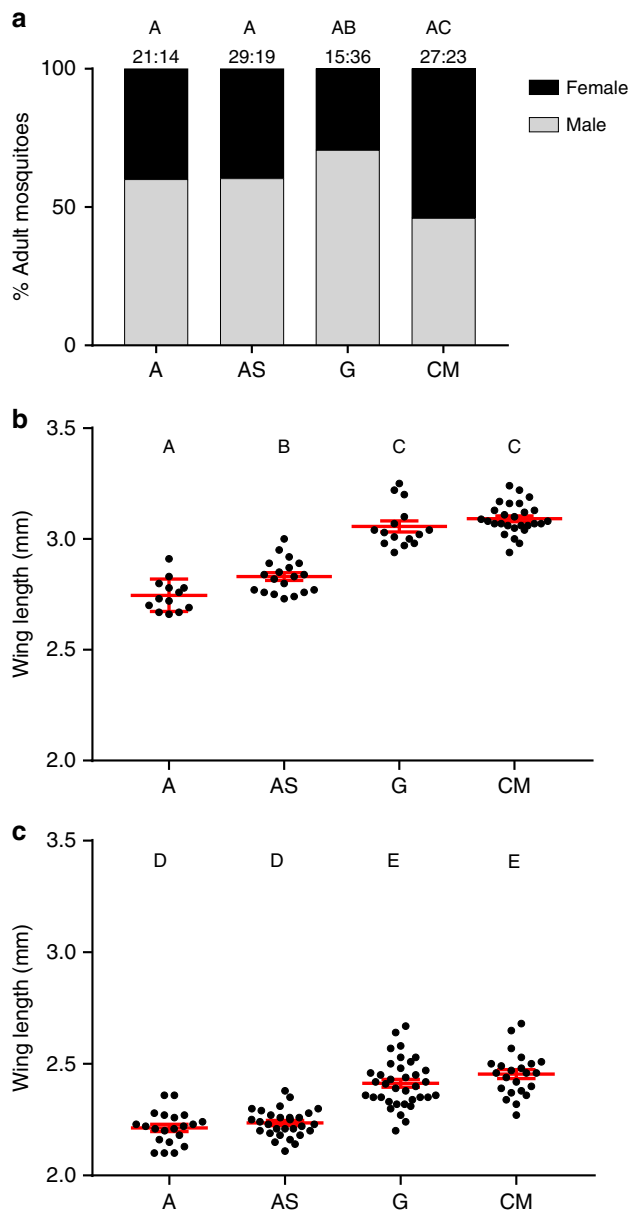 a
A A AB AC
21:14 29:19 15:36 27:23
100
50
0
% Adult mosquitoes
Female
Male
A AS G CM
b
3.5
3.0
2.5
2.0
Wing length (mm)
A B C C
A AS G CM
c
3.5
3.0
2.5
2.0
Wing length (mm)
D D E E
A AS G CM